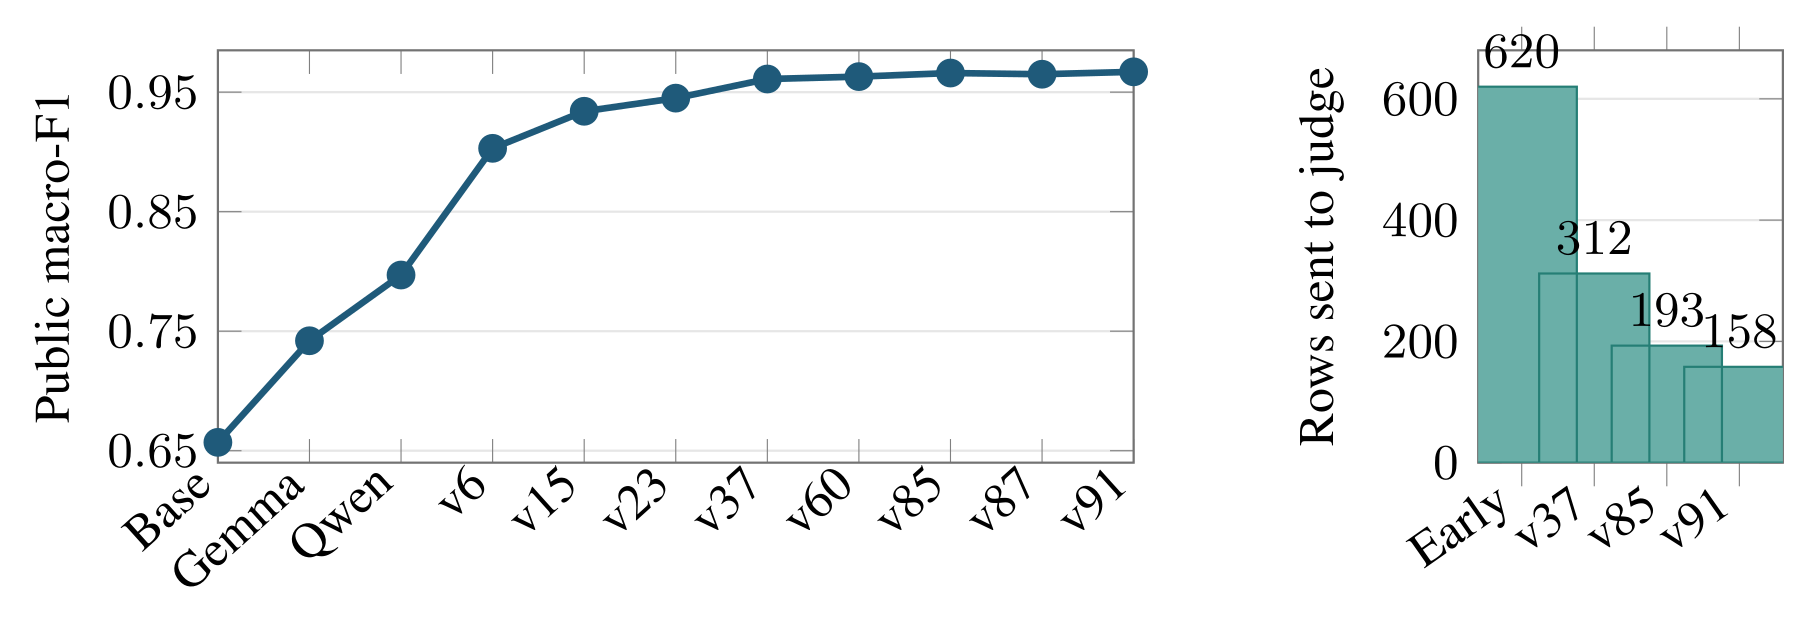 Public macro-F1
0.95
0.85
0.75
0.65
Base
Gemma
Qwen
v6
v15
v23
v37
v60
v85
v87
v91
Rows sent to judge
600
400
200
0
620
312
193
158
Early
v37
v85
v91